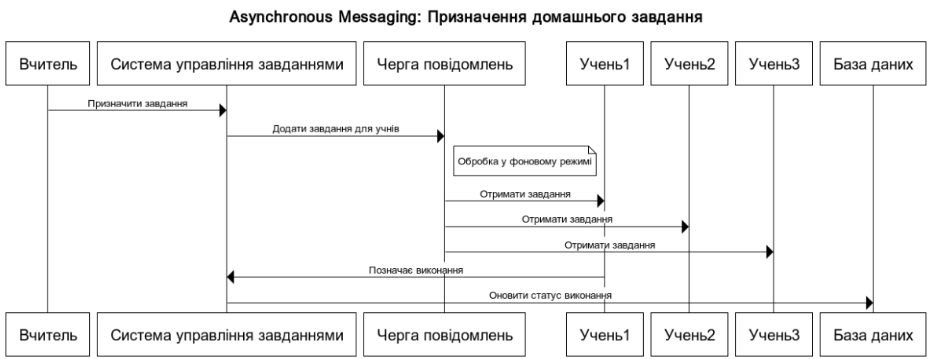 Asynchronous Messaging: Призначення домашнього завдання
Вчитель Система управління завданнями Черга повідомлень Учень1 Учень2 Учень3 База даних
Призначити завдання
Додати завдання для учнів
Обробка у фоновому режимі
Отримати завдання
Отримати завдання
Отримати завдання
Позначає виконання
Оновити статус виконання
Вчитель Система управління завданнями Черга повідомлень Учень1 Учень2 Учень3 База даних